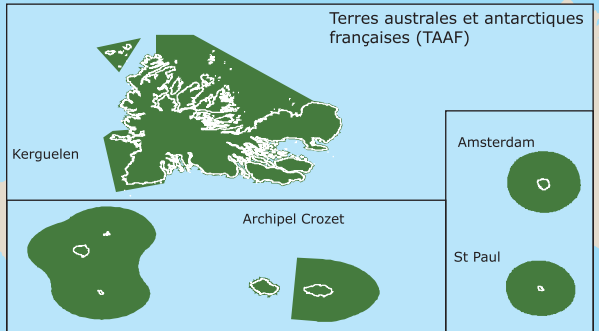 Terres australes et antarctiques
françaises (TAAF)
Kerguelen
Amsterdam
Archipel Crozet
St Paul